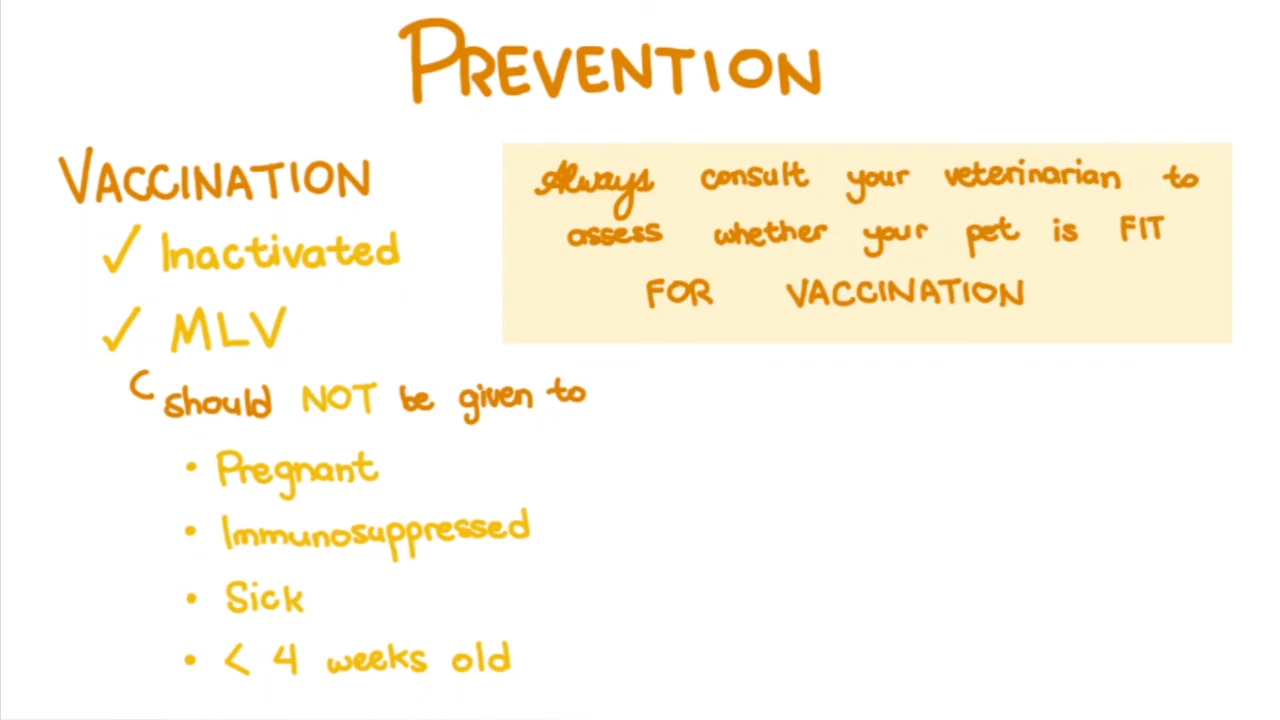 PREVENTION
VACCINATION
✓ Inactivated
✓ MLV
should NOT be given to
• Pregnant
• Immunosuppressed
• Sick
• < 4 weeks old
Always consult your veterinarian to
assess whether your pet is FIT
FOR VACCINATION